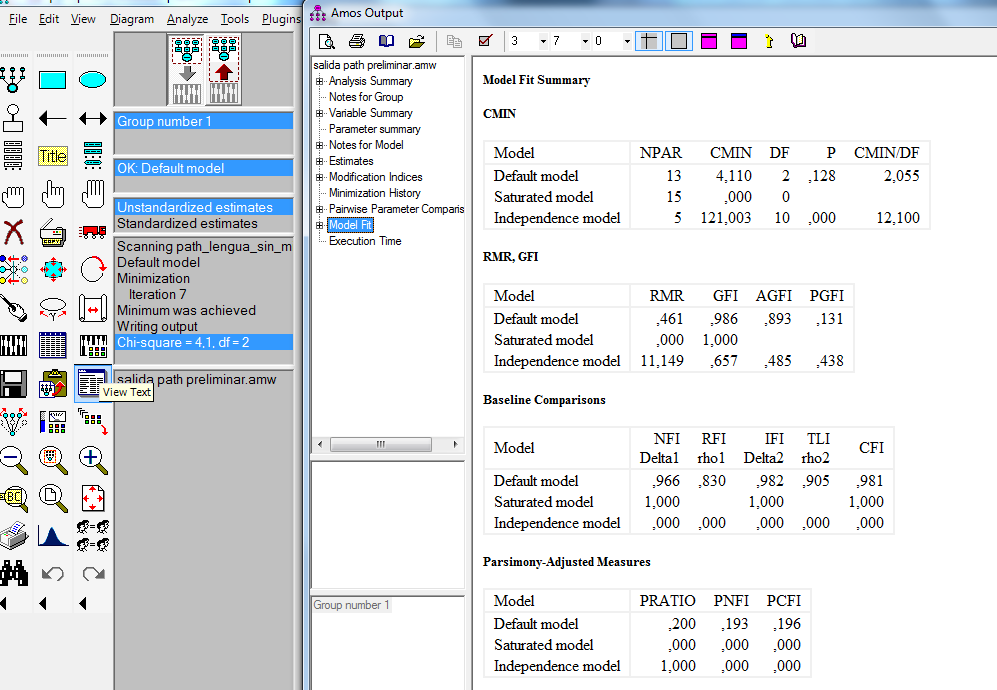 File Edit View Diagram Analyze Tools Plugins
Title
COPY
BC
Group number 1
OK: Default model
Unstandardized estimates
Standardized estimates
Scanning path_lengua_sin_m
Default model
Minimization
Iteration 7
Minimum was achieved
Writing output
Chi-square = 4,1, df = 2
salida path preliminar.amw
View Text
Amos Output
3 7 0
salida path preliminar.amw
Analysis Summary
Notes for Group
Variable Summary
Parameter summary
Notes for Model
Estimates
Modification Indices
Minimization History
Pairwise Parameter Comparis
Model Fit
Execution Time
Group number 1
Model Fit Summary
CMIN
Model NPAR CMIN DF P CMIN/DF
Default model 13 4,110 2 ,128 2,055
Saturated model 15 ,000 0
Independence model 5 121,003 10 ,000 12,100
RMR, GFI
Model RMR GFI AGFI PGFI
Default model ,461 ,986 ,893 ,131
Saturated model ,000 1,000
Independence model 11,149 ,657 ,485 ,438
Baseline Comparisons
Model NFI RFI IFI TLI CFI
Delta1 rho1 Delta2 rho2
Default model ,966 ,830 ,982 ,905 ,981
Saturated model 1,000 1,000 1,000
Independence model ,000 ,000 ,000 ,000 ,000
Parsimony-Adjusted Measures
Model PRATIO PNFI PCFI
Default model ,200 ,193 ,196
Saturated model ,000 ,000 ,000
Independence model 1,000 ,000 ,000